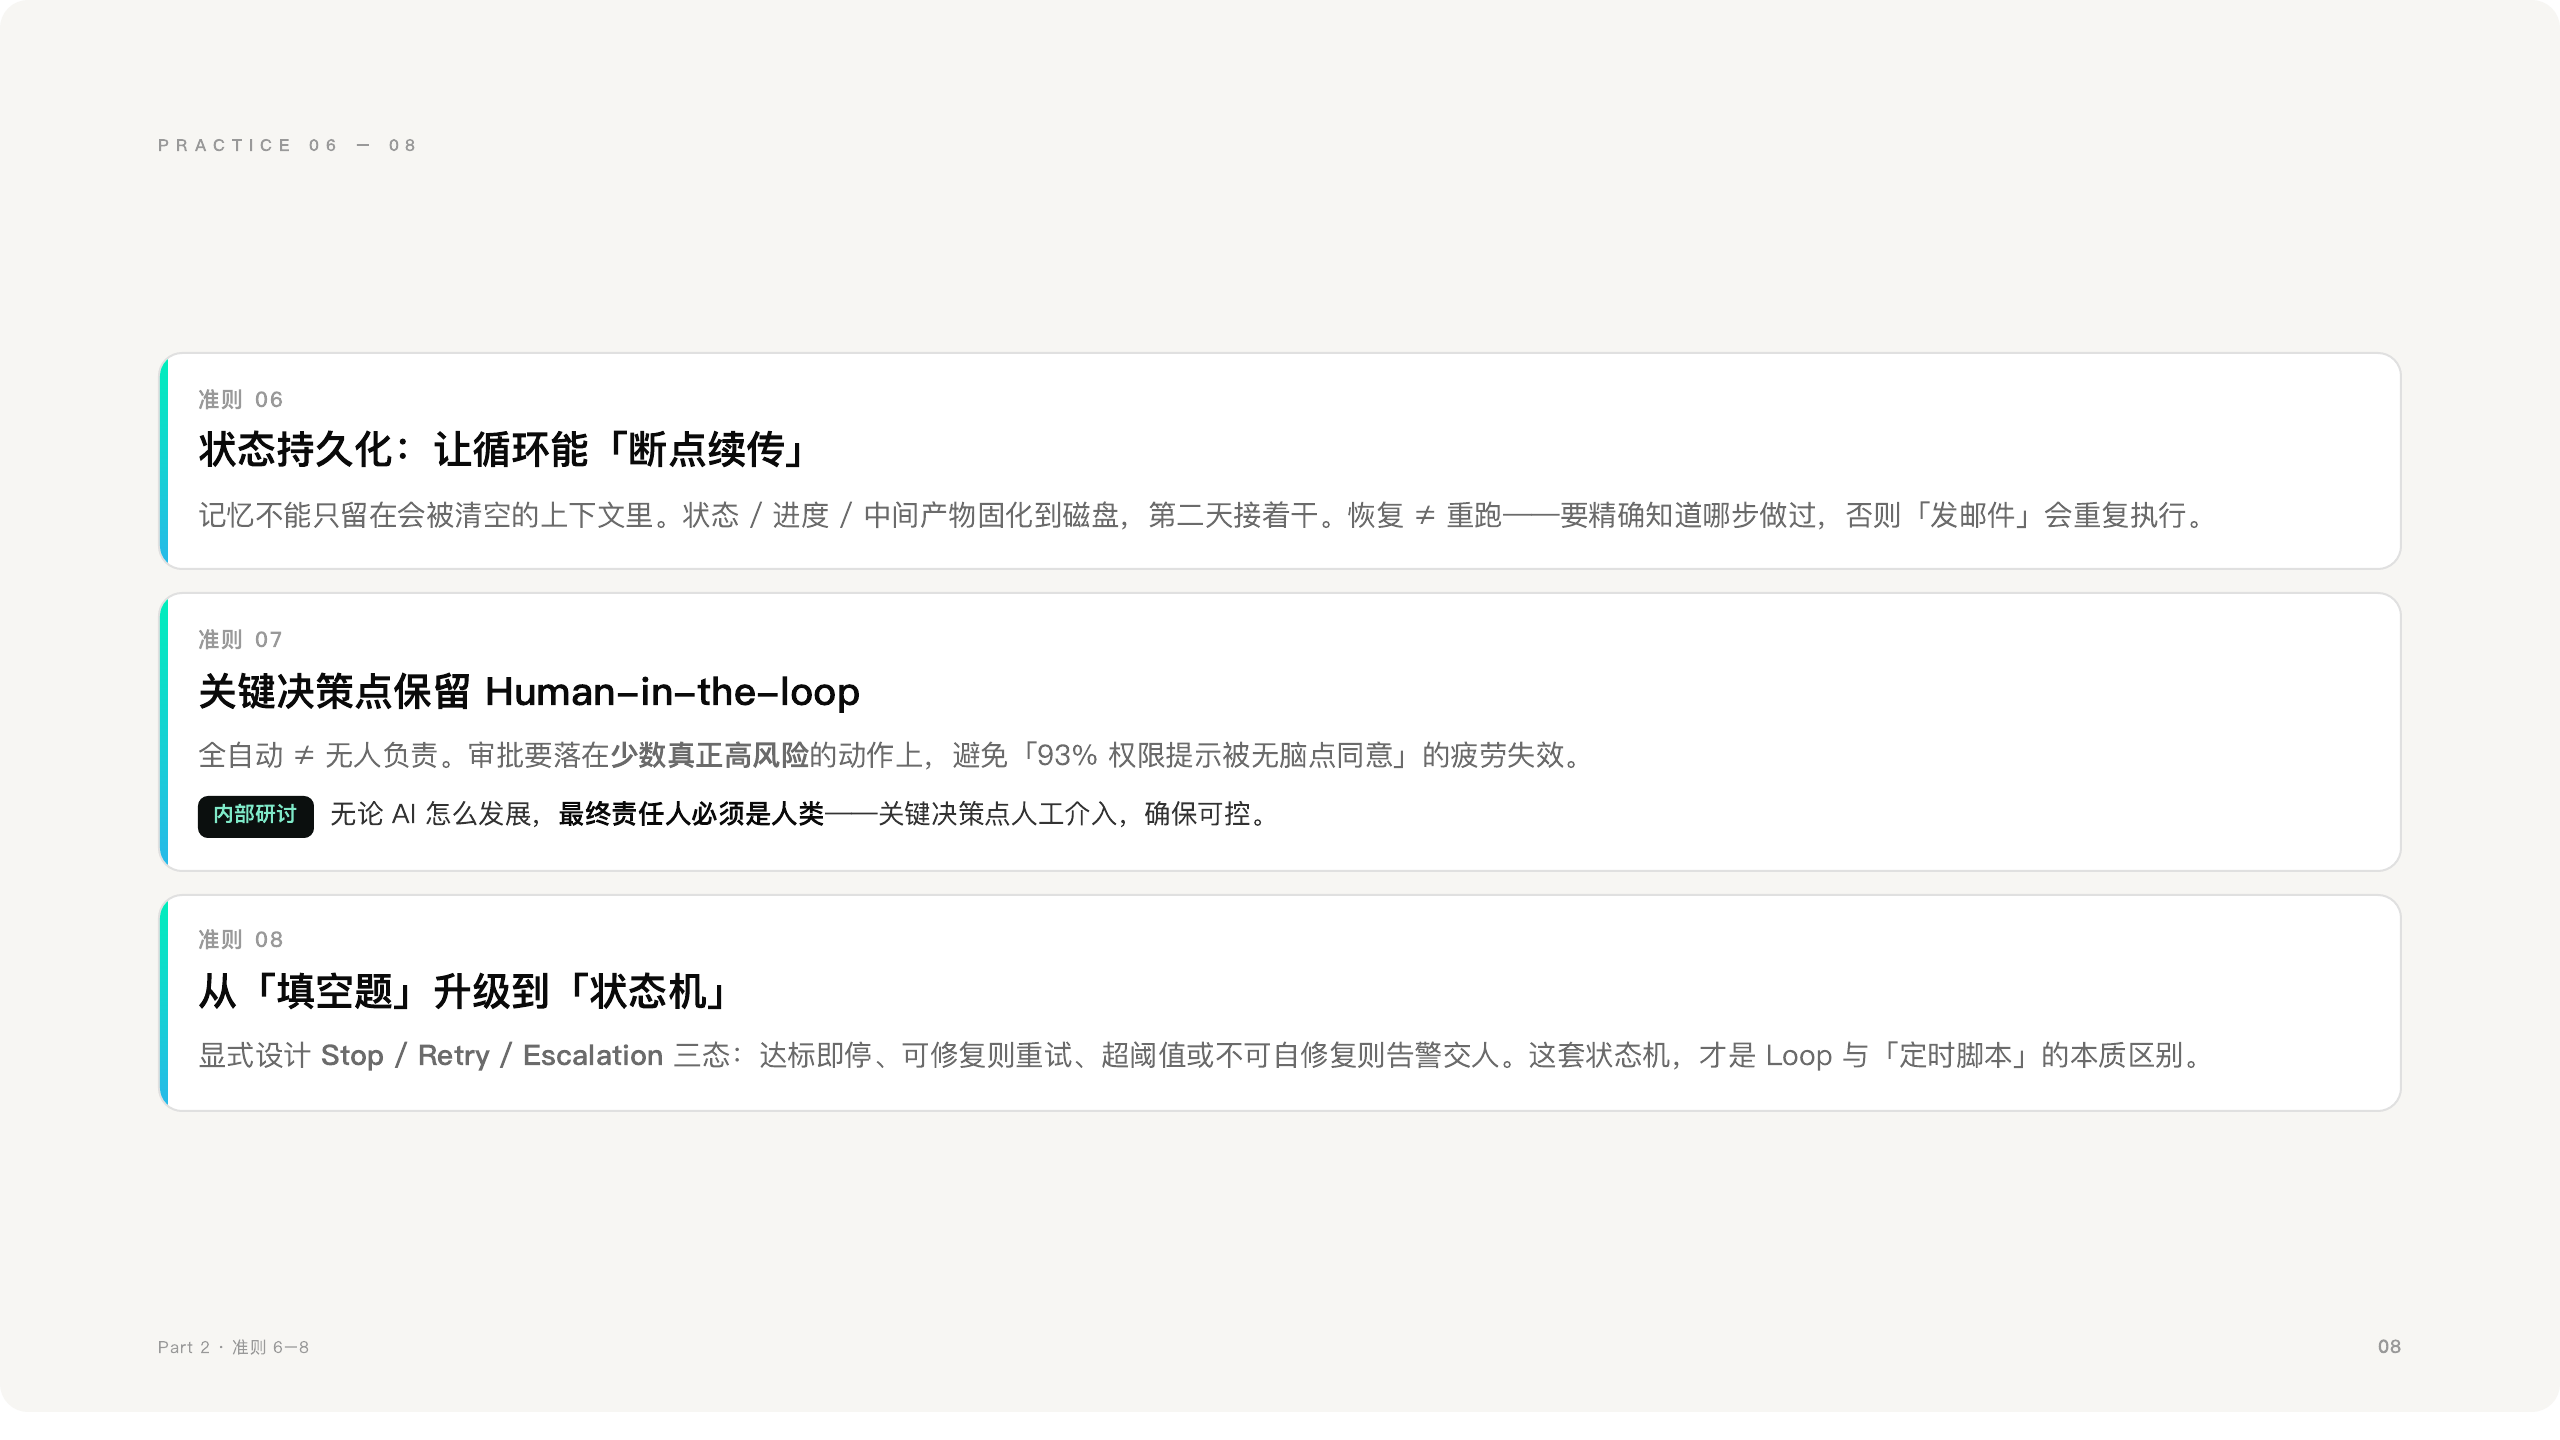 PRACTICE 06 — 08
准则 06
状态持久化：让循环能「断点续传」
记忆不能只留在会被清空的上下文里。状态 / 进度 / 中间产物固化到磁盘，第二天接着干。恢复 ≠ 重跑——要精确知道哪步做过，否则「发邮件」会重复执行。
准则 07
关键决策点保留 Human-in-the-loop
全自动 ≠ 无人负责。审批要落在少数真正高风险的动作上，避免「93% 权限提示被无脑点同意」的疲劳失效。
内部研讨 无论 AI 怎么发展，最终责任人必须是人类——关键决策点人工介入，确保可控。
准则 08
从「填空题」升级到「状态机」
显式设计 Stop / Retry / Escalation 三态：达标即停、可修复则重试、超阈值或不可自修复则告警交人。这套状态机，才是 Loop 与「定时脚本」的本质区别。
Part 2 · 准则 6–8
08